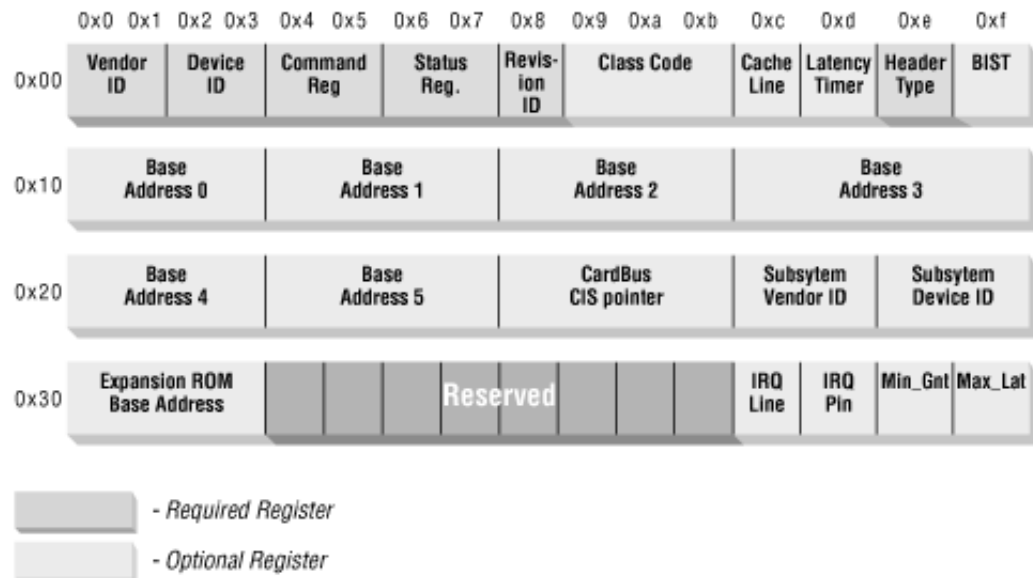 0x0 0x1 0x2 0x3 0x4 0x5 0x6 0x7 0x8 0x9 0xa 0xb 0xc 0xd 0xe 0xf
0x00
Vendor
ID
Device
ID
Command
Reg
Status
Reg.
Revis-
ion
ID
Class Code
Cache
Line
Latency
Timer
Header
Type
BIST
0x10
Base
Address 0
Base
Address 1
Base
Address 2
Base
Address 3
0x20
Base
Address 4
Base
Address 5
CardBus
CIS pointer
Subsytem
Vendor ID
Subsytem
Device ID
0x30
Expansion ROM
Base Address
Reserved
IRQ
Line
IRQ
Pin
Min_Gnt
Max_Lat
- Required Register
- Optional Register